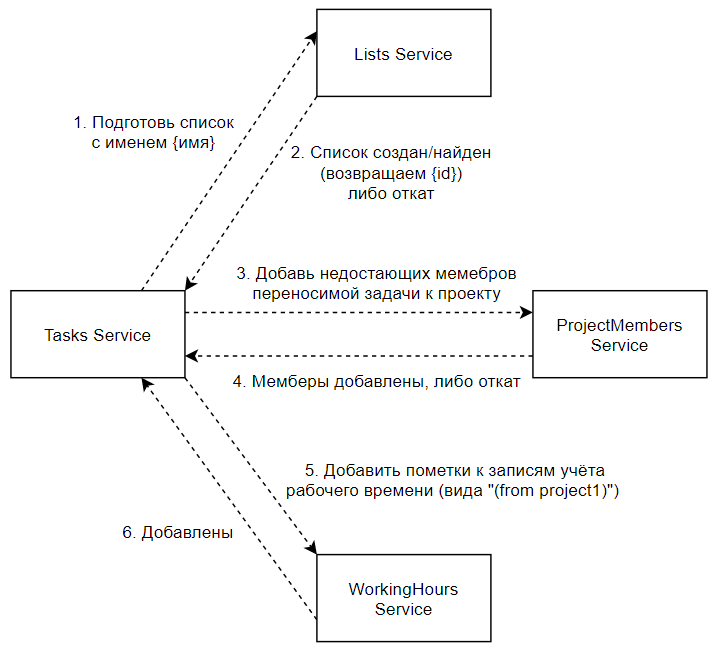 Lists Service
1. Подготовь список
с именем {имя}
2. Список создан/найден
(возвращаем {id})
либо откат
3. Добавь недостающих мемебров
переносимой задачи к проекту
Tasks Service
ProjectMembers
Service
4. Мемберы добавлены, либо откат
5. Добавить пометки к записям учёта
рабочего времени (вида "(from project1)")
6. Добавлены
WorkingHours
Service